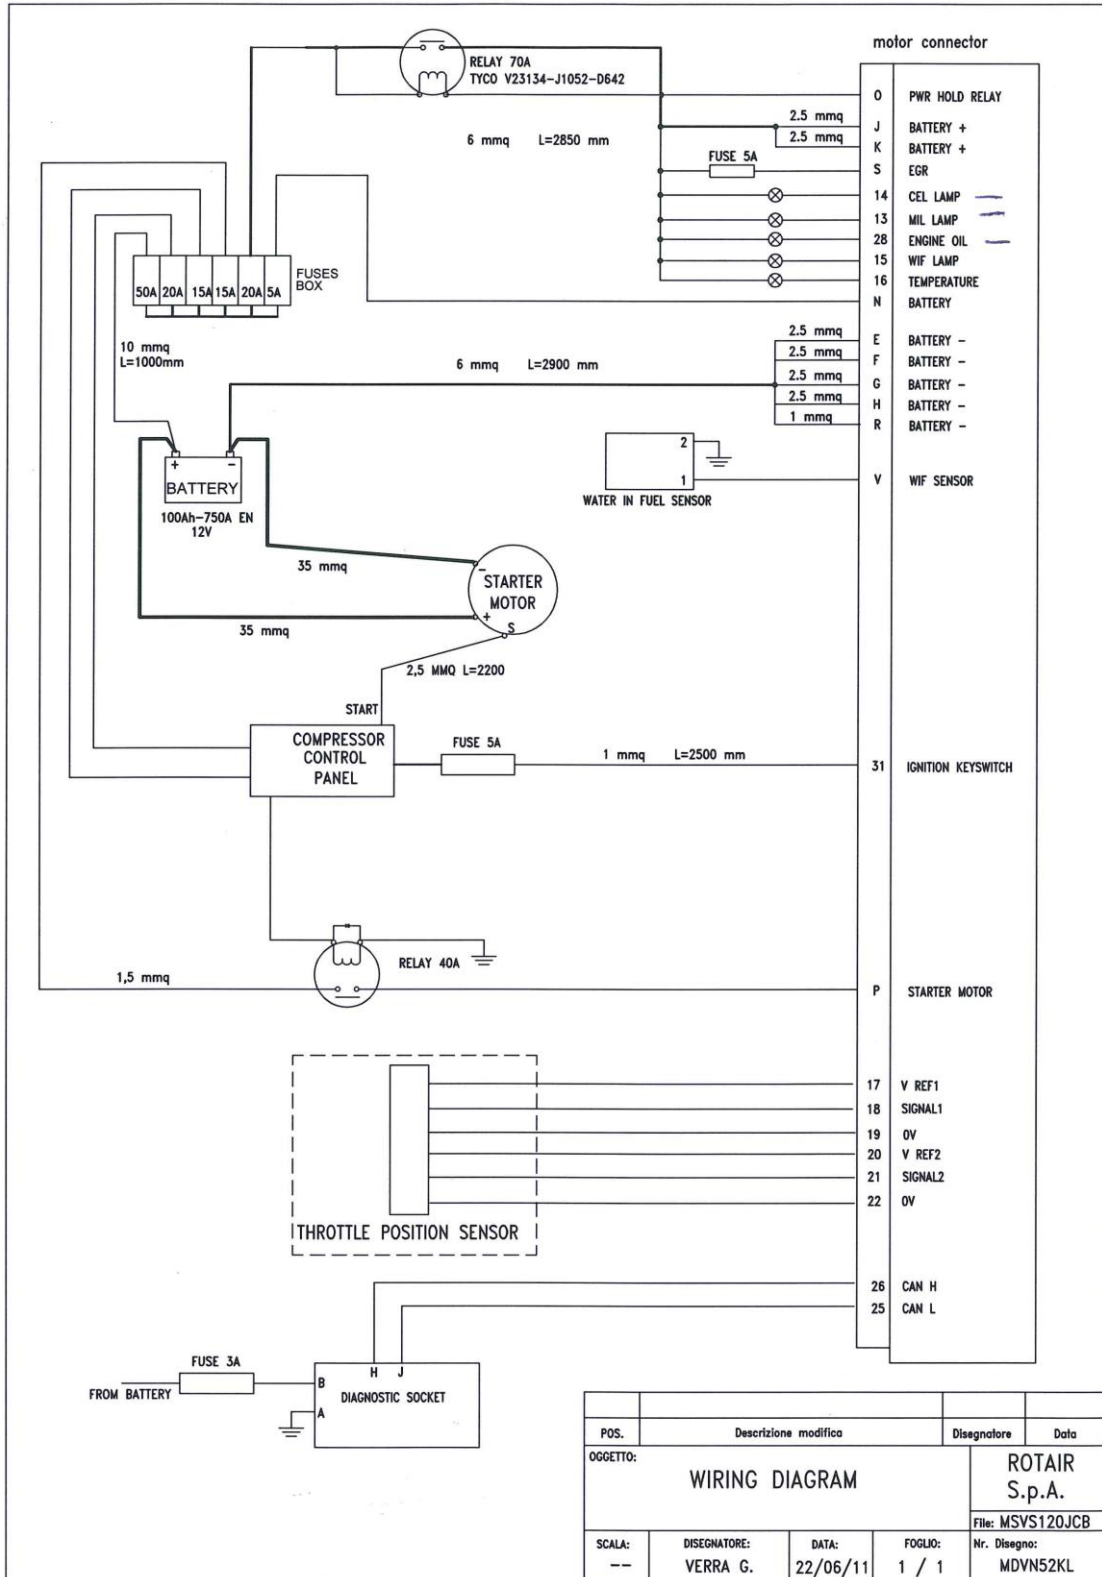 motor connector
RELAY 70A
TYCO V23134-J1052-D642
O PWR HOLD RELAY
2.5 mmq
J BATTERY +
2.5 mmq
K BATTERY +
6 mmq L=2850 mm
FUSE 5A
S EGR
14 CEL LAMP
13 MIL LAMP
28 ENGINE OIL
15 WIF LAMP
16 TEMPERATURE
N BATTERY
50A 20A 15A 15A 20A 5A
FUSES
BOX
10 mmq
L=1000mm
6 mmq L=2900 mm
2.5 mmq
E BATTERY -
2.5 mmq
F BATTERY -
2.5 mmq
G BATTERY -
2.5 mmq
H BATTERY -
1 mmq
R BATTERY -
+ -
BATTERY
100Ah-750A EN
12V
2
1
WATER IN FUEL SENSOR
V WIF SENSOR
35 mmq
-
STARTER
MOTOR
+
S
35 mmq
2,5 MMQ L=2200
START
COMPRESSOR
CONTROL
PANEL
FUSE 5A
1 mmq L=2500 mm
31 IGNITION KEYSWITCH
RELAY 40A
1,5 mmq
P STARTER MOTOR
17 V REF1
18 SIGNAL1
19 0V
20 V REF2
21 SIGNAL2
22 0V
THROTTLE POSITION SENSOR
26 CAN H
25 CAN L
FUSE 3A
FROM BATTERY
H J
B
A
DIAGNOSTIC SOCKET
POS. Descrizione modifica Disegnatore Data
OGGETTO:
WIRING DIAGRAM
ROTAIR
S.p.A.
File: MSVS120JCB
SCALA: DISEGNATORE: DATA: FOGLIO: Nr. Disegno:
-- VERRA G. 22/06/11 1 / 1 MDVN52KL